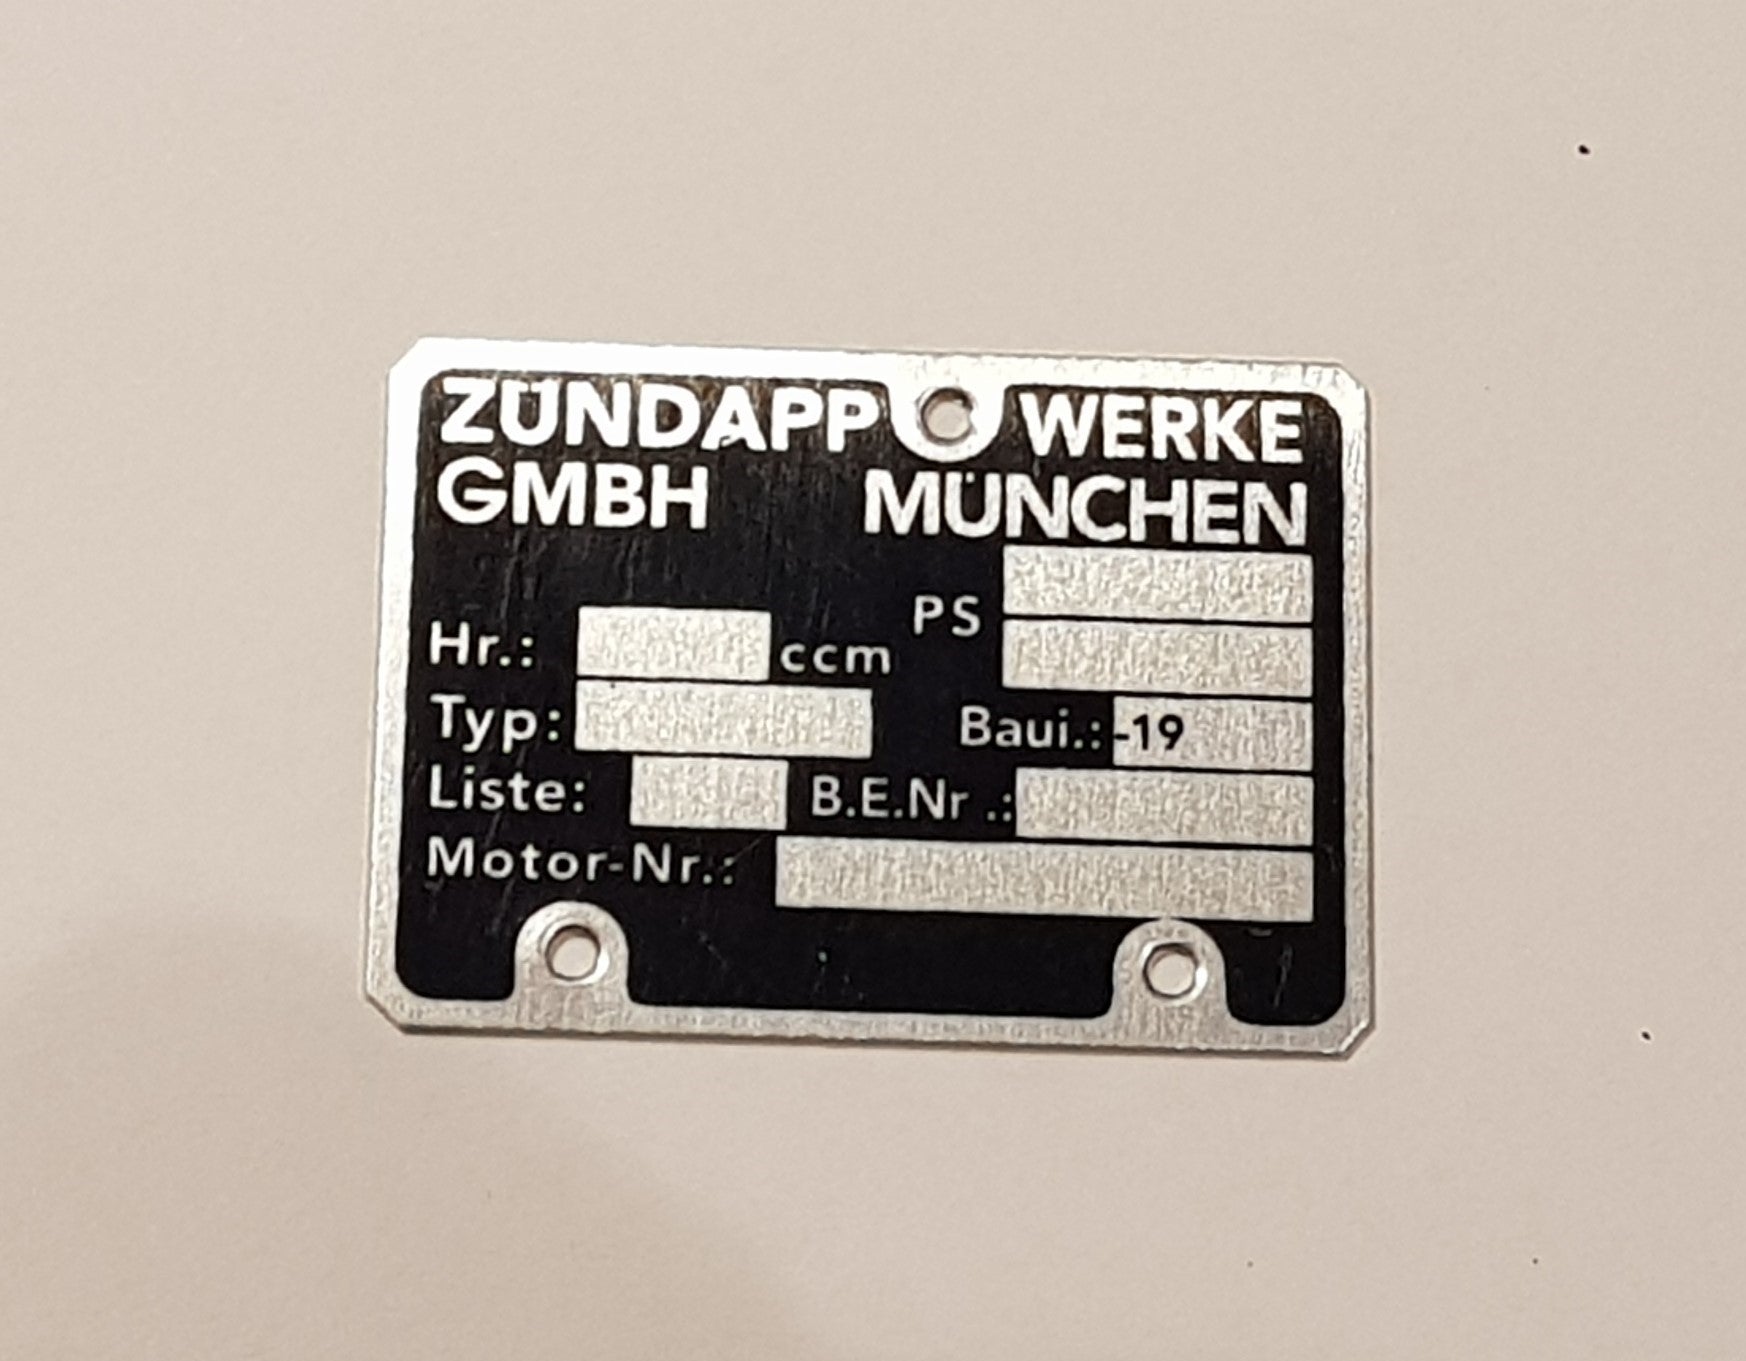 ZÜNDAPP WERKE
GMBH MÜNCHEN
PS
Hr.: ccm
Typ: Baui.: -19
Liste: B.E.Nr .:
Motor-Nr.: